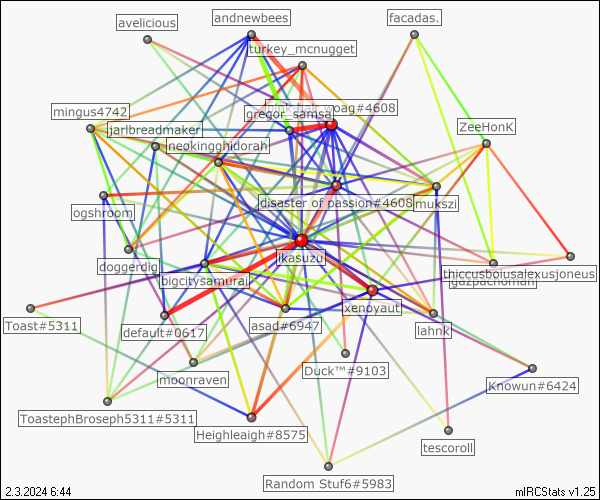 andnewbees
facadas.
avelicious
turkey_mcnugget
woag#4608
mingus4742
gregor_samsa
jarlbreadmaker
ZeeHonK
neokingghidorah
disaster of passion#4608
mukszi
ogshroom
ikasuzu
doggerdig
thiccusboiusalexusjoneus
bigcitysamurai
gazpachoman
xenoyaut
Toast#5311
default#0617
asad#6947
lahnk
Duck™#9103
moonraven
Knowun#6424
ToastephBroseph5311#5311
Heighleaigh#8575
tescoroll
Random Stuf6#5983
2.3.2024 6:44
mIRCStats v1.25